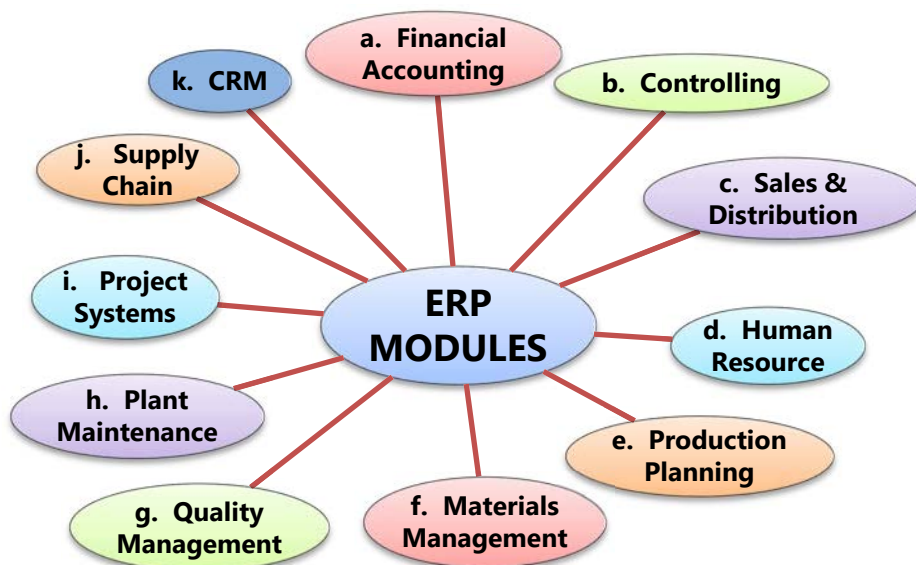 a. Financial
Accounting
b. Controlling
c. Sales &
Distribution
d. Human
Resource
e. Production
Planning
f. Materials
Management
g. Quality
Management
h. Plant
Maintenance
i. Project
Systems
j. Supply
Chain
k. CRM
ERP
MODULES